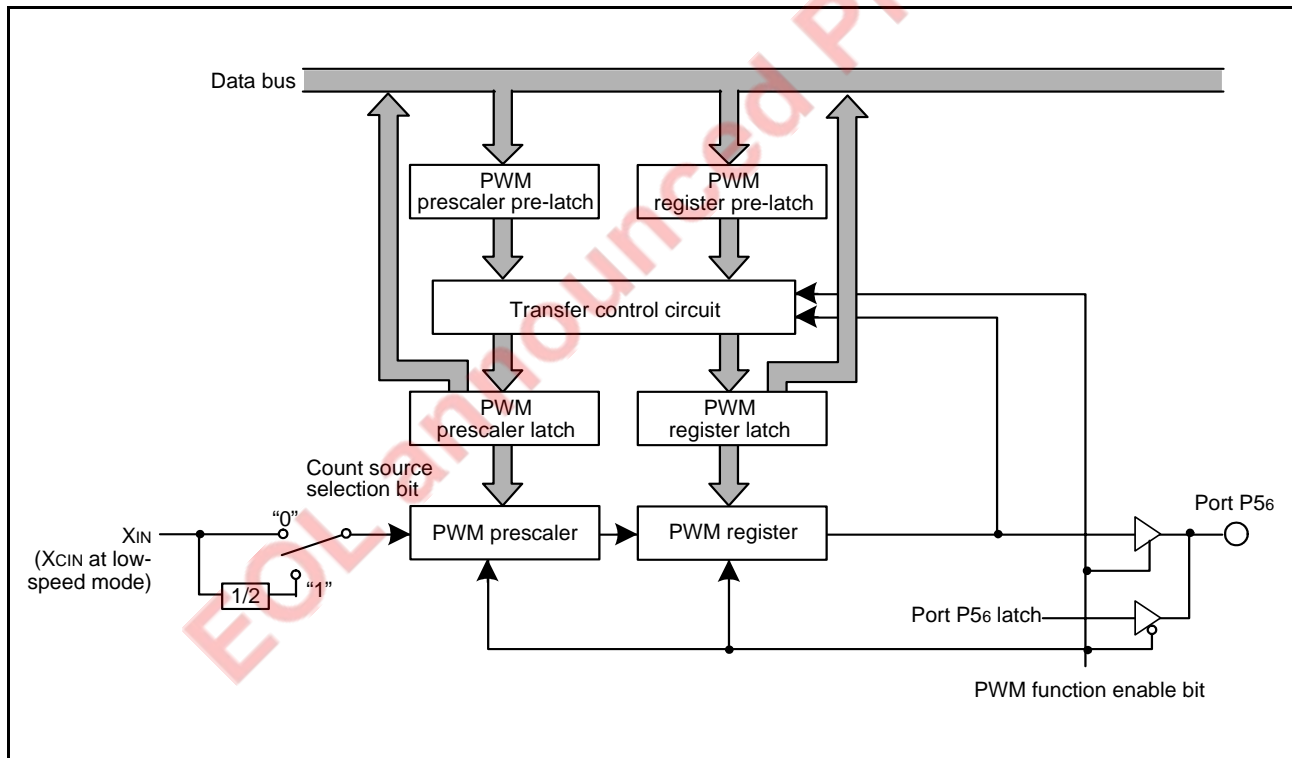 Data bus
PWM
prescaler pre-latch
PWM
register pre-latch
Transfer control circuit
PWM
prescaler latch
PWM
register latch
Count source
selection bit
XIN
(XCIN at low-
speed mode)
“0”
“1”
1/2
PWM prescaler
PWM register
Port P56
Port P56 latch
PWM function enable bit
EOL announced